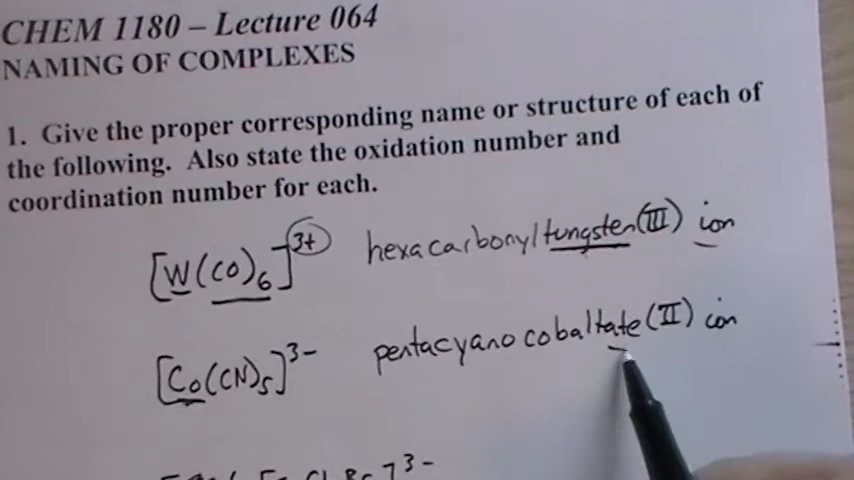 CHEM 1180 – Lecture 064
NAMING OF COMPLEXES
1. Give the proper corresponding name or structure of each of
the following. Also state the oxidation number and
coordination number for each.
[W(CO)6]3+ hexacarbonyltungsten(III) ion
[Co(CN)5]3- pentacyanocobaltate(II) ion